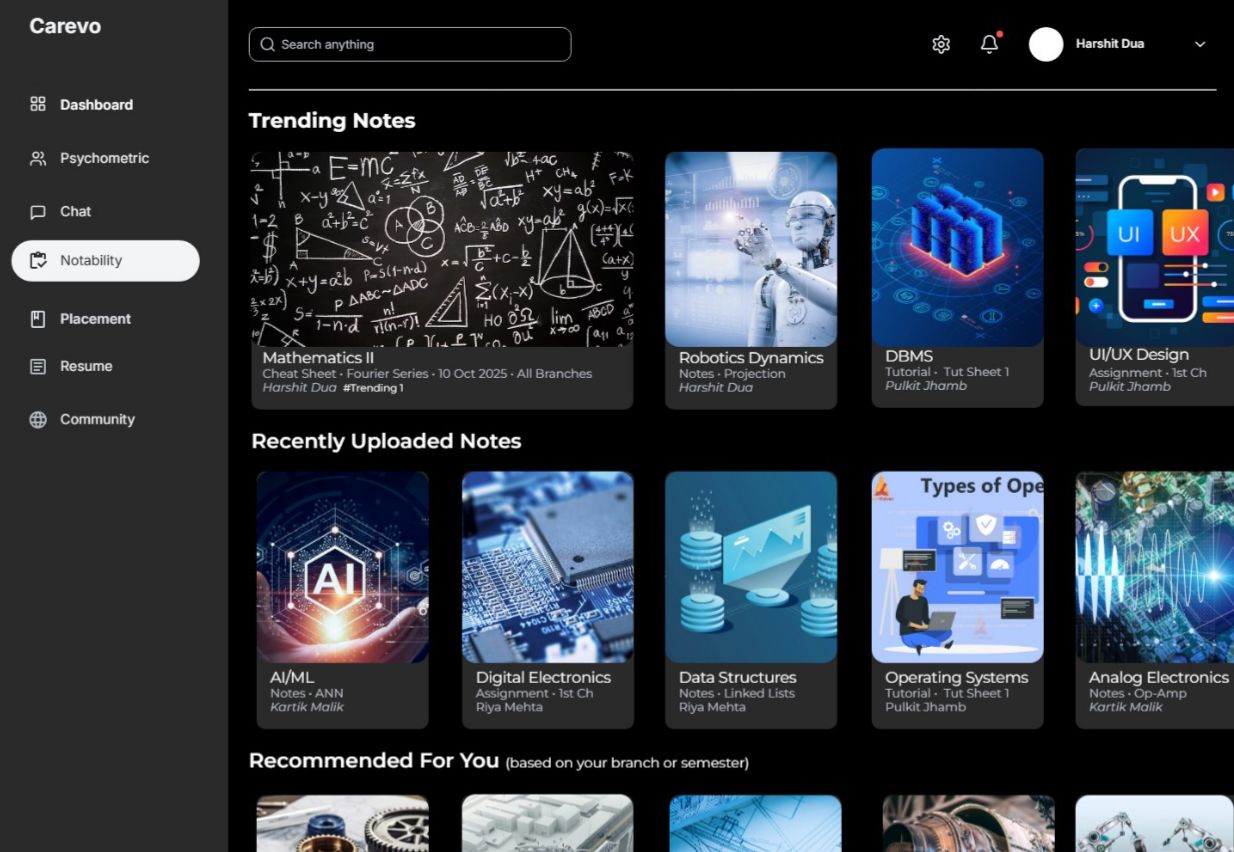 Carevo
Search anything
Harshit Dua
Dashboard
Psychometric
Chat
Notability
Placement
Resume
Community
Trending Notes
E=mc
UI
UX
Mathematics II
Cheat Sheet • Fourier Series • 10 Oct 2025 • All Branches
Harshit Dua #Trending 1
Robotics Dynamics
Notes • Projection
Harshit Dua
DBMS
Tutorial • Tut Sheet 1
Pulkit Jhamb
UI/UX Design
Assignment • 1st Ch
Pulkit Jhamb
Recently Uploaded Notes
AI
Types of Ope
AI/ML
Notes • ANN
Kartik Malik
Digital Electronics
Assignment • 1st Ch
Riya Mehta
Data Structures
Notes • Linked Lists
Riya Mehta
Operating Systems
Tutorial • Tut Sheet 1
Pulkit Jhamb
Analog Electronics
Notes • Op-Amp
Kartik Malik
Recommended For You (based on your branch or semester)